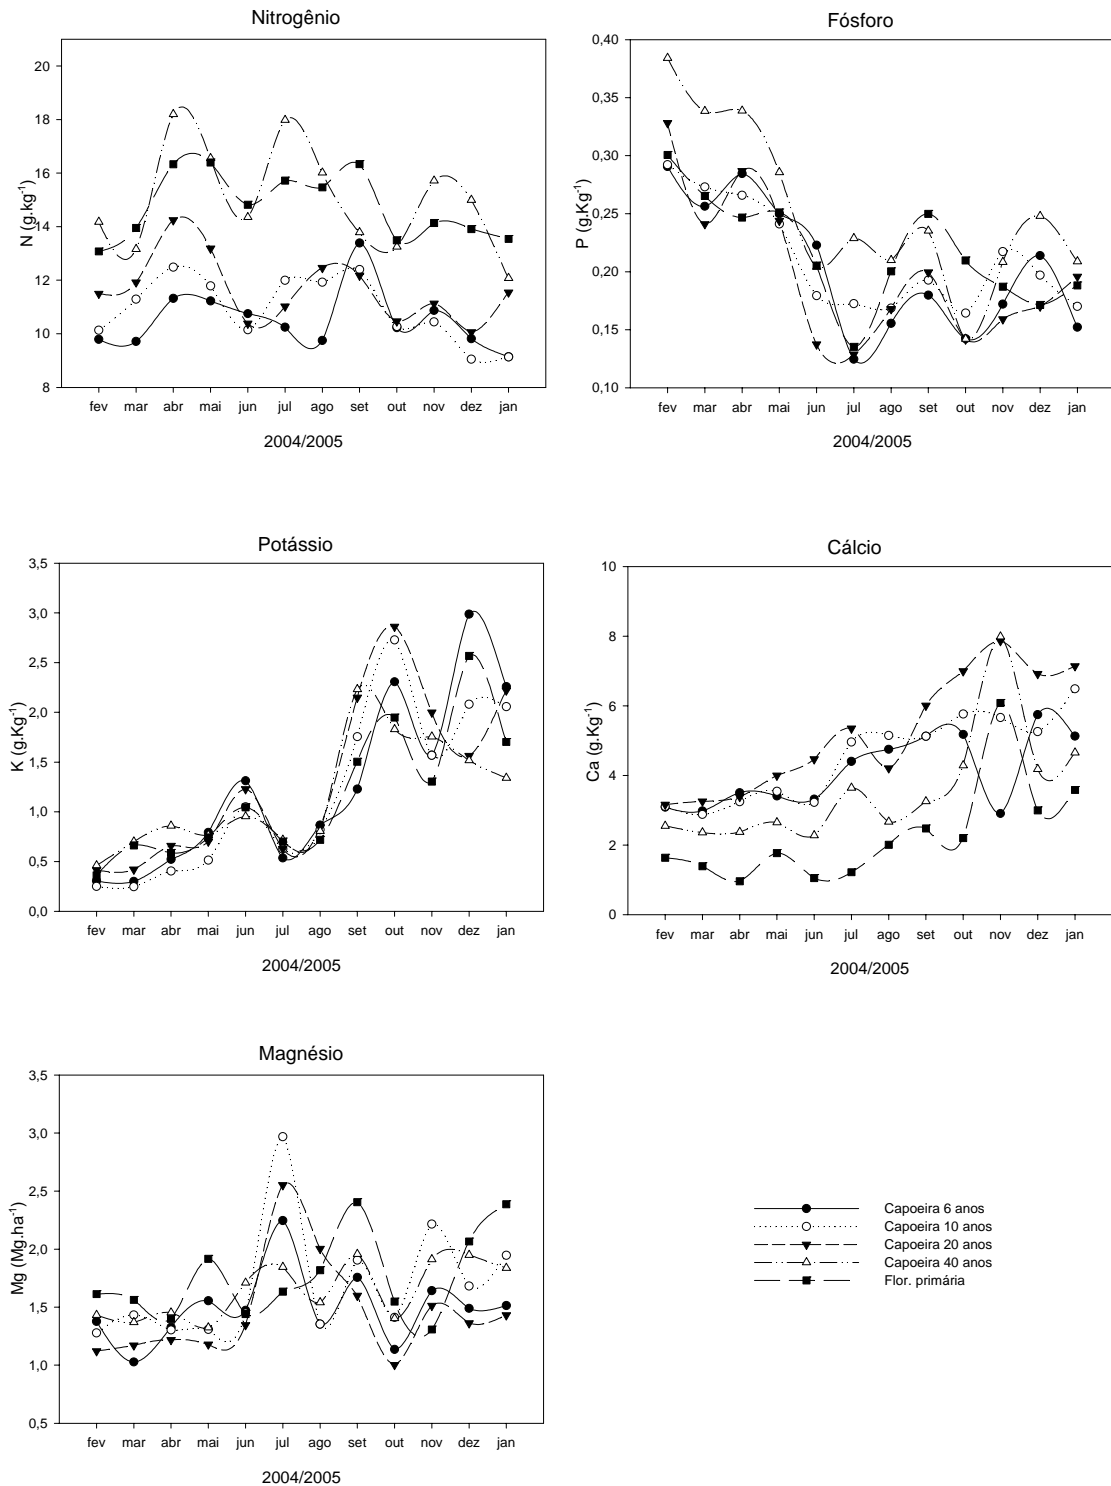 Nitrogênio
20
18
16
14
12
10
8
N (g.kg-1)
fev mar abr mai jun jul ago set out nov dez jan
2004/2005
Fósforo
0,40
0,35
0,30
0,25
0,20
0,15
0,10
P (g.Kg-1)
fev mar abr mai jun jul ago set out nov dez jan
2004/2005
Potássio
3,5
3,0
2,5
2,0
1,5
1,0
0,5
0,0
K (g.Kg-1)
fev mar abr mai jun jul ago set out nov dez jan
2004/2005
Cálcio
10
8
6
4
2
0
Ca (g.Kg-1)
fev mar abr mai jun jul ago set out nov dez jan
2004/2005
Magnésio
3,5
3,0
2,5
2,0
1,5
1,0
0,5
Mg (Mg.ha-1)
fev mar abr mai jun jul ago set out nov dez jan
2004/2005
Capoeira 6 anos
Capoeira 10 anos
Capoeira 20 anos
Capoeira 40 anos
Flor. primária